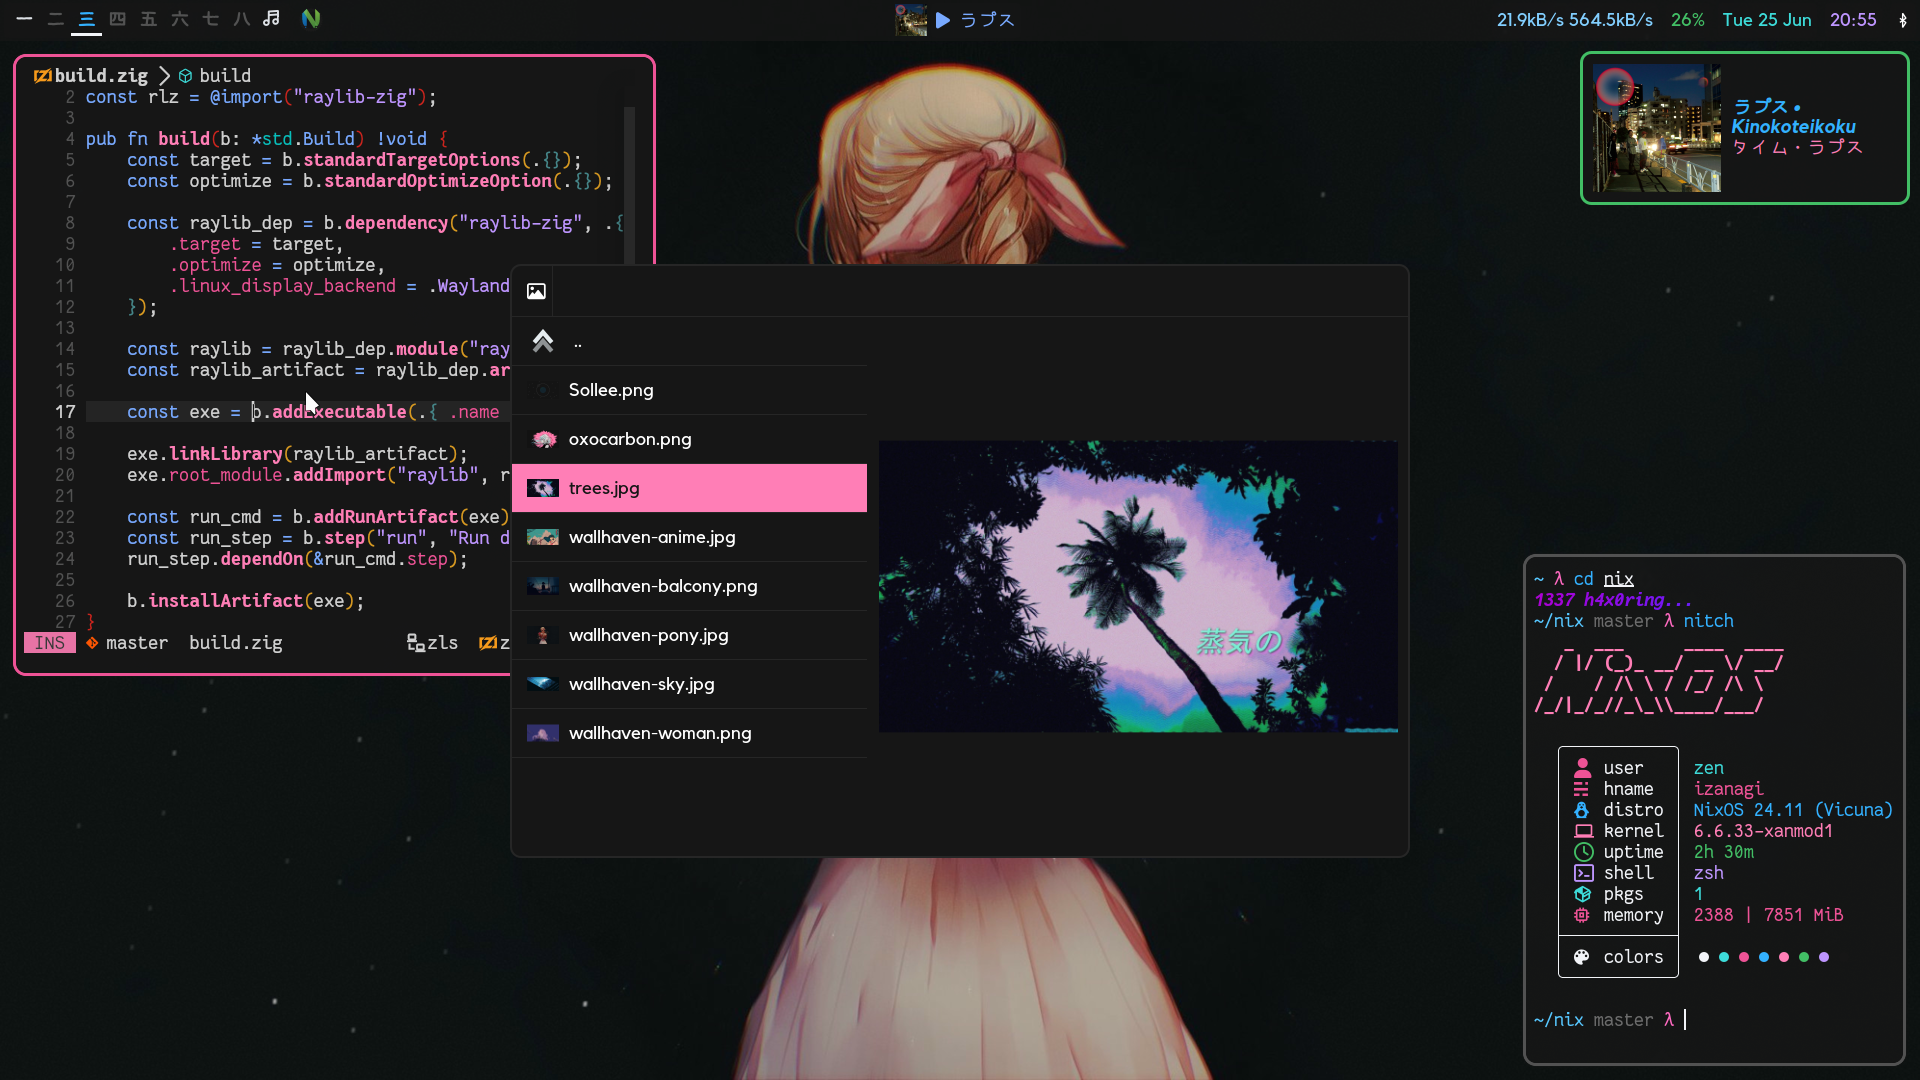 一 二 三 四 五 六 七 八
ラプス
21.9kB/s 564.5kB/s 26% Tue 25 Jun 20:55
build.zig > build
2 const rlz = @import("raylib-zig");
3
4 pub fn build(b: *std.Build) !void {
5 const target = b.standardTargetOptions(.{});
6 const optimize = b.standardOptimizeOption(.{});
7
8 const raylib_dep = b.dependency("raylib-zig", .{
9 .target = target,
10 .optimize = optimize,
11 .linux_display_backend = .Wayland
12 });
13
14 const raylib = raylib_dep.module("ray
15 const raylib_artifact = raylib_dep.ar
16
17 const exe = b.addExecutable(.{ .name
18
19 exe.linkLibrary(raylib_artifact);
20 exe.root_module.addImport("raylib", r
21
22 const run_cmd = b.addRunArtifact(exe)
23 const run_step = b.step("run", "Run d
24 run_step.dependOn(&run_cmd.step);
25
26 b.installArtifact(exe);
27 }
INS master build.zig zls z
..
Sollee.png
oxocarbon.png
trees.jpg
wallhaven-anime.jpg
wallhaven-balcony.png
wallhaven-pony.jpg
wallhaven-sky.jpg
wallhaven-woman.png
蒸気の
ラプス •
Kinokoteikoku
タイム・ラプス
~ λ cd nix
1337 h4x0ring...
~/nix master λ nitch
user zen
hname izanagi
distro NixOS 24.11 (Vicuna)
kernel 6.6.33-xanmod1
uptime 2h 30m
shell zsh
pkgs 1
memory 2388 | 7851 MiB
colors
~/nix master λ